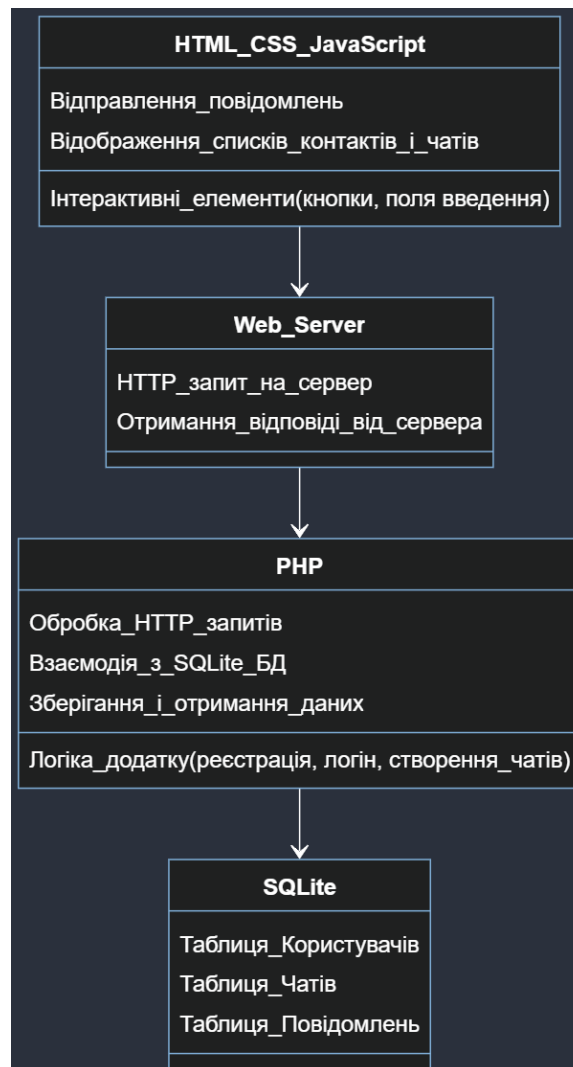 HTML_CSS_JavaScript
Відправлення_повідомлень
Відображення_списків_контактів_і_чатів
Інтерактивні_елементи(кнопки, поля введення)
Web_Server
HTTP_запит_на_сервер
Отримання_відповіді_від_сервера
PHP
Обробка_HTTP_запитів
Взаємодія_з_SQLite_БД
Зберігання_і_отримання_даних
Логіка_додатку(реєстрація, логін, створення_чатів)
SQLite
Таблиця_Користувачів
Таблиця_Чатів
Таблиця_Повідомлень